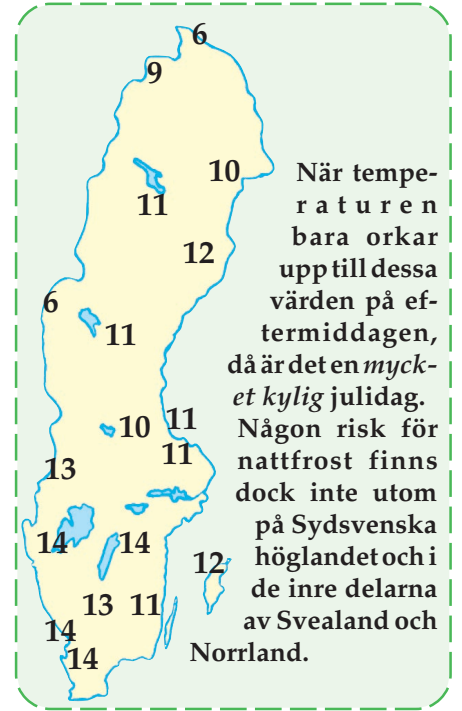 6
9
10
11
12
6
11
10
11
11
13
14
14
12
13
11
14
14
När tempe-
raturen
bara orkar
upp till dessa
värden på ef-
termiddagen,
då är det en myck-
et kylig julidag.
Någon risk för
nattfrost finns
dock inte utom
på Sydsvenska
höglandet och i
de inre delarna
av Svealand och
Norrland.